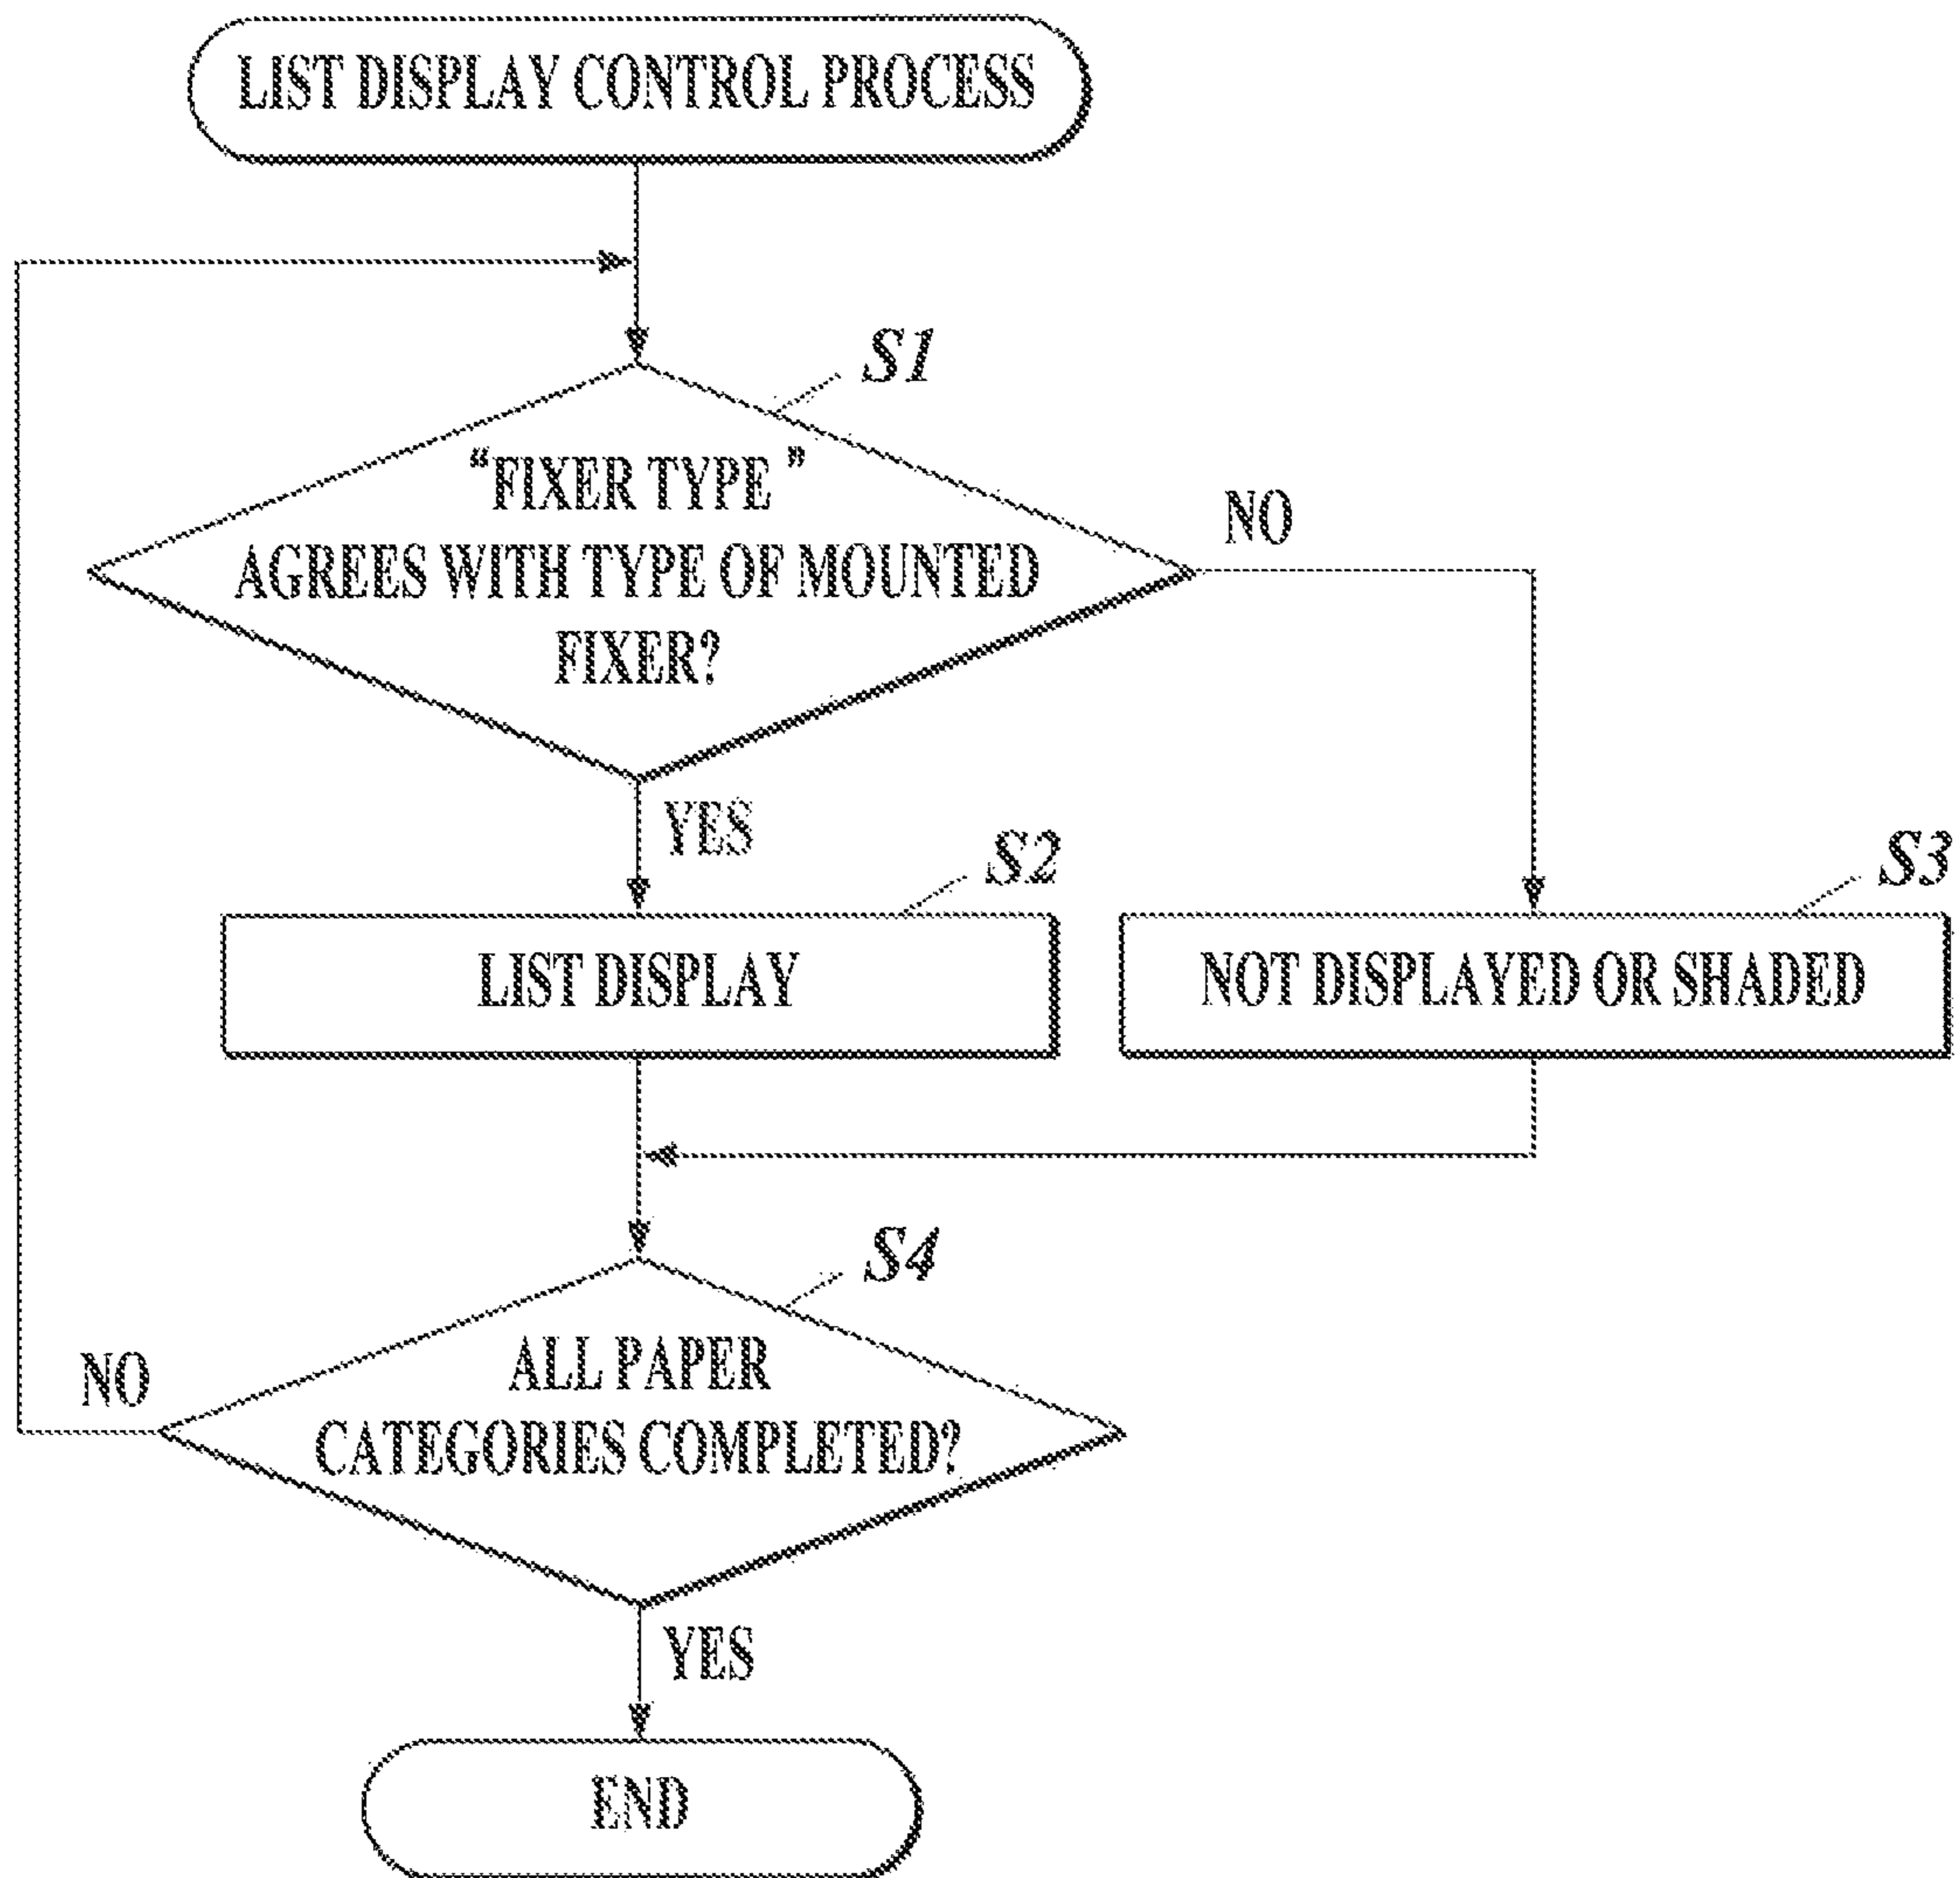 LIST DISPLAY CONTROL PROCESS
S1
“FIXER TYPE ”
AGREES WITH TYPE OF MOUNTED
FIXER?
NO
YES
S2
LIST DISPLAY
S3
NOT DISPLAYED OR SHADED
S4
ALL PAPER
CATEGORIES COMPLETED?
NO
YES
END